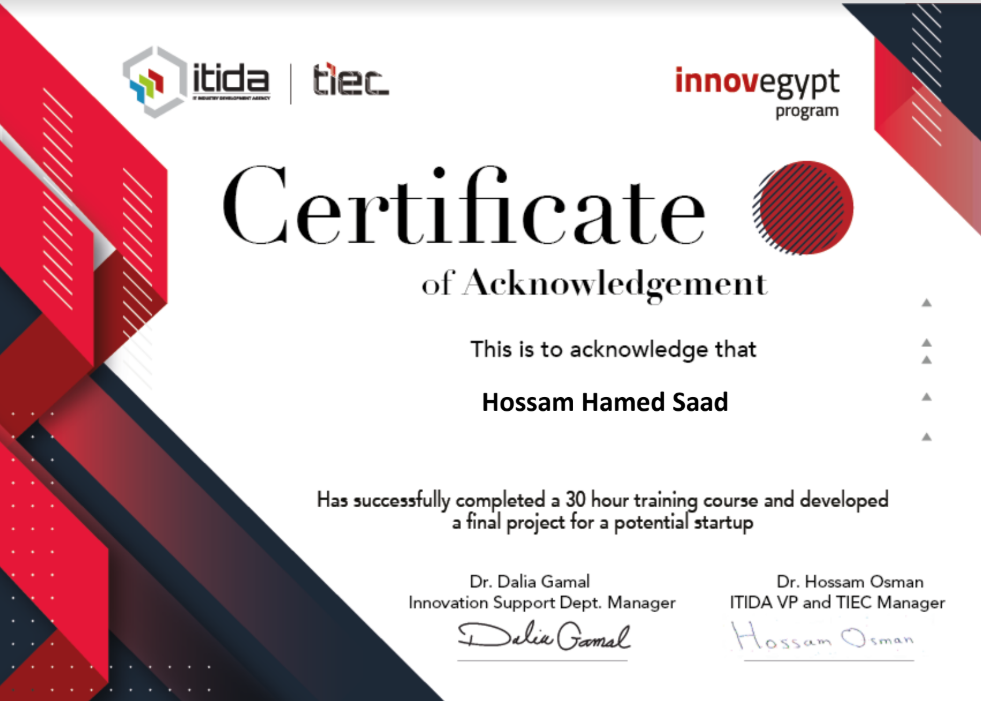 itida
IT INDUSTRY DEVELOPMENT AGENCY
tiec
innovegypt
program
Certificate
of Acknowledgement
This is to acknowledge that
Hossam Hamed Saad
Has successfully completed a 30 hour training course and developed
a final project for a potential startup
Dr. Dalia Gamal
Innovation Support Dept. Manager
Dalia Gamal
Dr. Hossam Osman
ITIDA VP and TIEC Manager
Hossam Osman